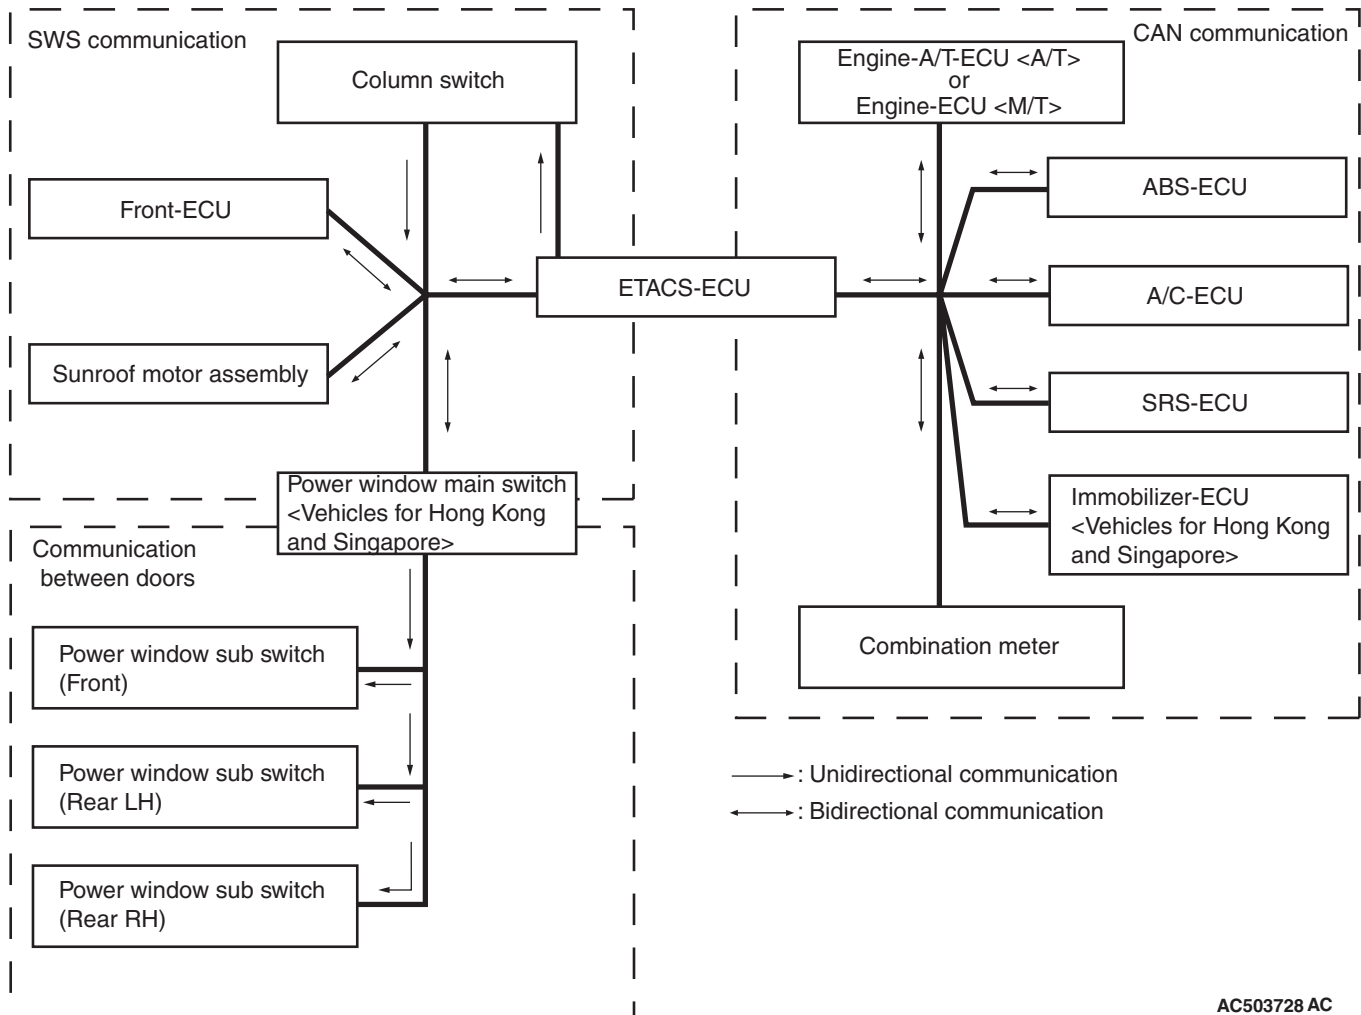 SWS communication
Column switch
Front-ECU
Sunroof motor assembly
ETACS-ECU
Power window main switch
<Vehicles for Hong Kong
and Singapore>
Communication
between doors
Power window sub switch
(Front)
Power window sub switch
(Rear LH)
Power window sub switch
(Rear RH)
CAN communication
Engine-A/T-ECU <A/T>
or
Engine-ECU <M/T>
ABS-ECU
A/C-ECU
SRS-ECU
Immobilizer-ECU
<Vehicles for Hong Kong
and Singapore>
Combination meter
: Unidirectional communication
: Bidirectional communication
AC503728 AC